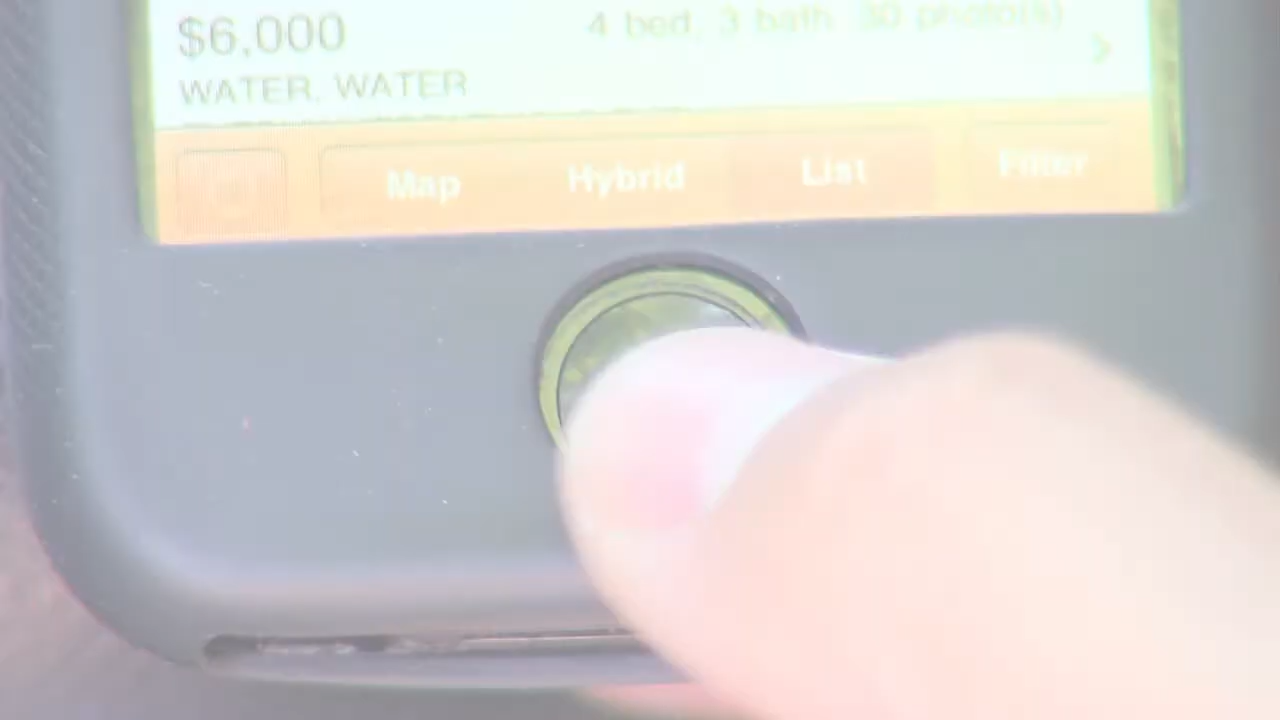 $6,000
4 bed, 3 bath, 30 photo(s)
WATER, WATER
Map Hybrid List Filter